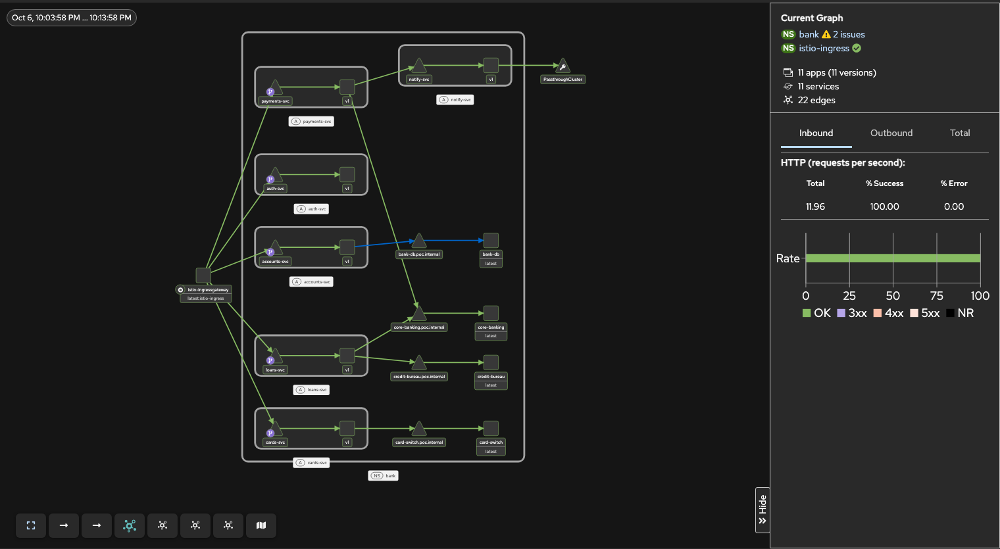 Oct 6, 10:03:58 PM ... 10:13:58 PM
notify-svc
v1
PassthroughCluster
A notify-svc
payments-svc
v1
A payments-svc
auth-svc
v1
A auth-svc
accounts-svc
v1
A accounts-svc
bank-db.poc.internal
bank-db
latest
istio-ingressgateway
latest:istio-ingress
core-banking.poc.internal
core-banking
latest
loans-svc
v1
A loans-svc
credit-bureau.poc.internal
credit-bureau
latest
cards-svc
v1
A cards-svc
card-switch.poc.internal
card-switch
latest
NS bank
Hide
Current Graph
NS bank 2 issues
NS istio-ingress
11 apps (11 versions)
11 services
22 edges
Inbound Outbound Total
HTTP (requests per second):
Total % Success % Error
11.96 100.00 0.00
Rate
0 25 50 75 100
OK 3xx 4xx 5xx NR